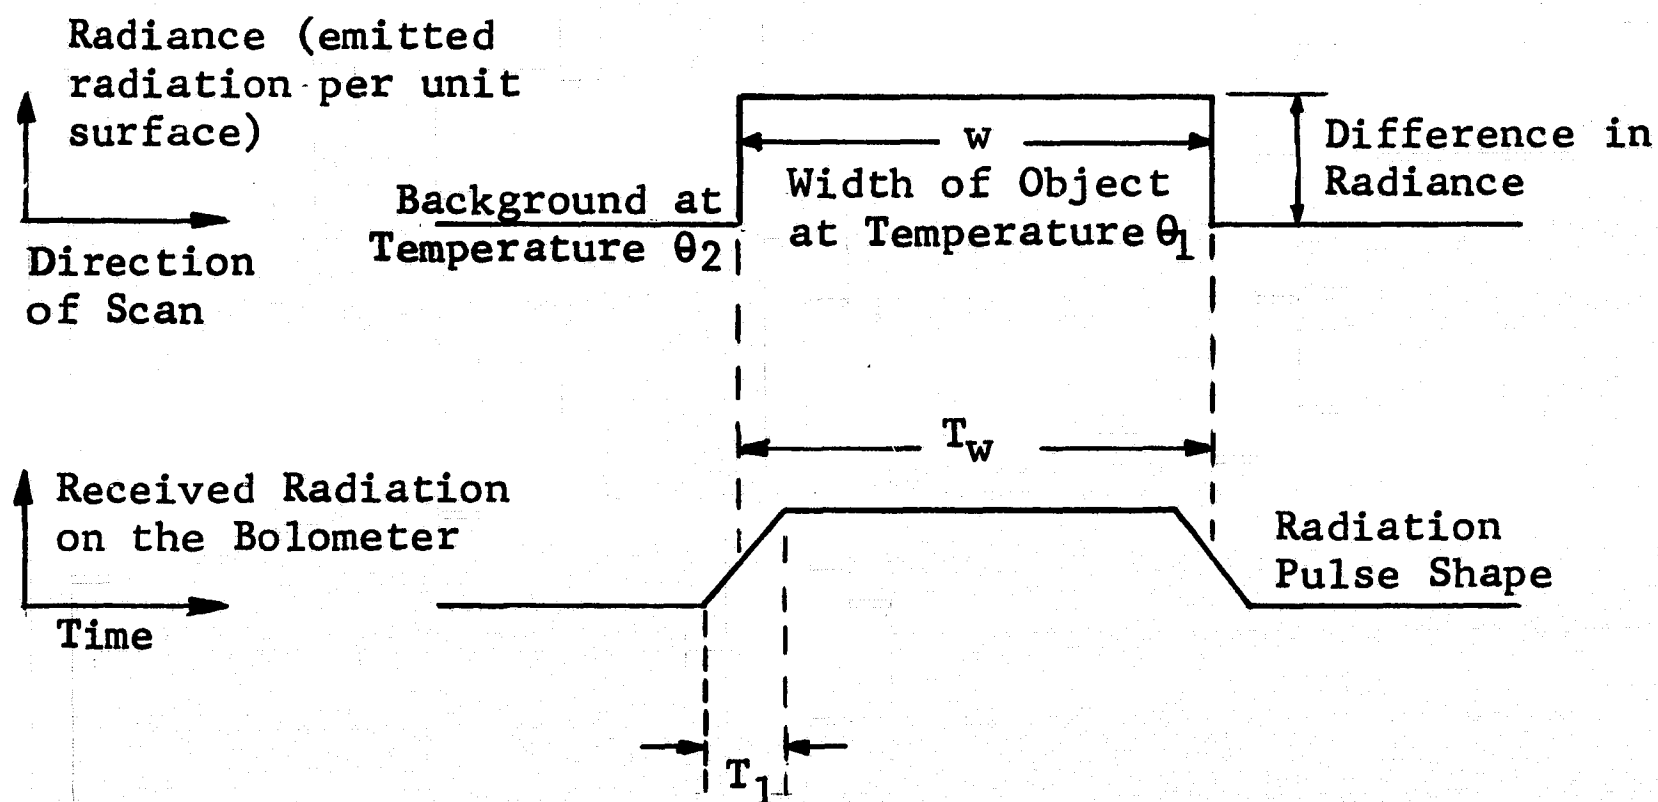 Radiance (emitted
radiation per unit
surface)
Direction
of Scan
Background at
Temperature θ2
w
Width of Object
at Temperature θ1
Difference in
Radiance
Tw
Received Radiation
on the Bolometer
Time
Radiation
Pulse Shape
T1